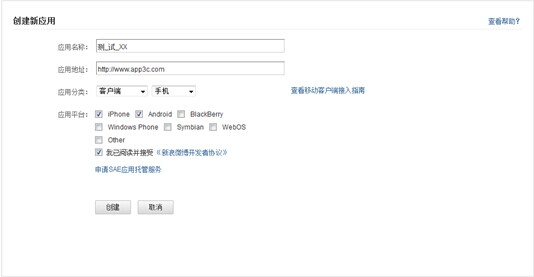 创建新应用 查看帮助?
应用名称: 测_试_XX
应用地址: http://www.app3c.com
应用分类: 客户端 手机 查看移动客户端接入指南
应用平台: iPhone Android BlackBerry
Windows Phone Symbian WebOS
Other
我已阅读并接受 《新浪微博开发者协议》
申请SAE应用托管服务
创建 取消